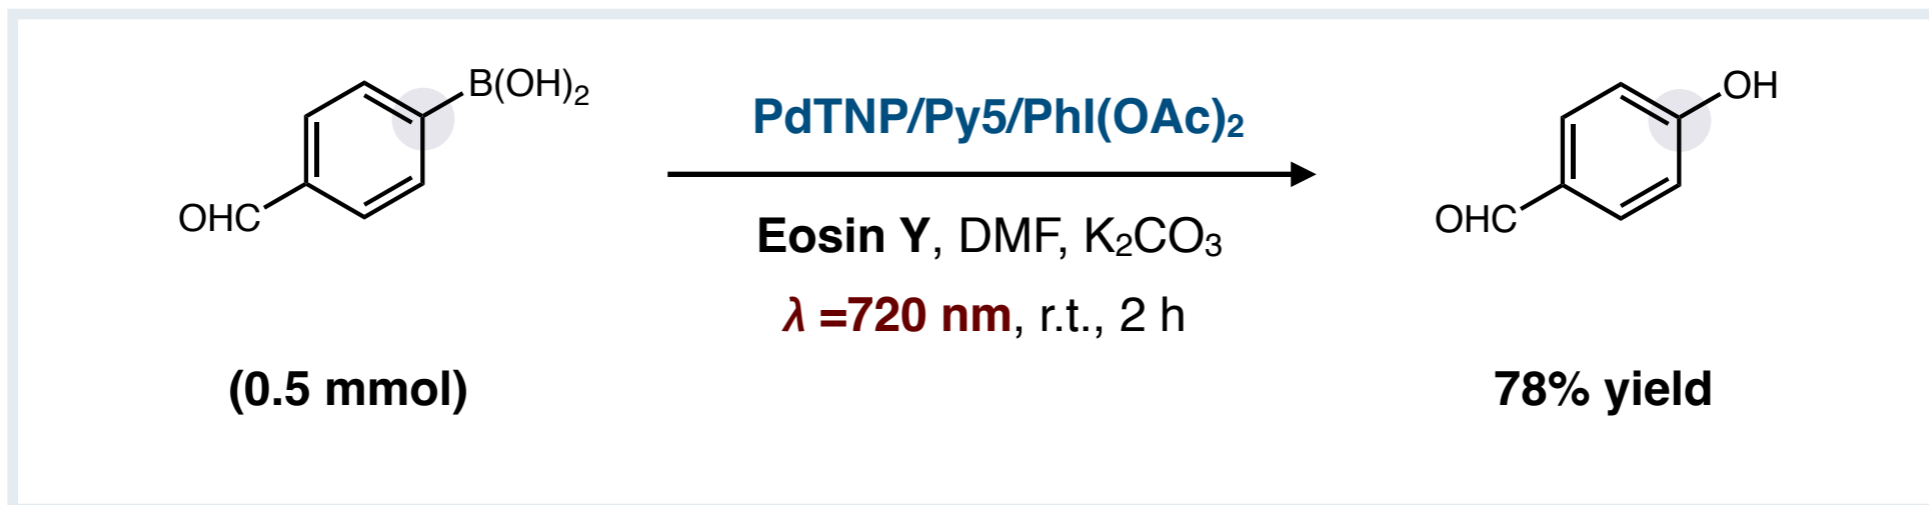 B(OH)₂
OHC
(0.5 mmol)
PdTNP/Py5/PhI(OAc)₂
Eosin Y, DMF, K₂CO₃
λ =720 nm, r.t., 2 h
OH
OHC
78% yield